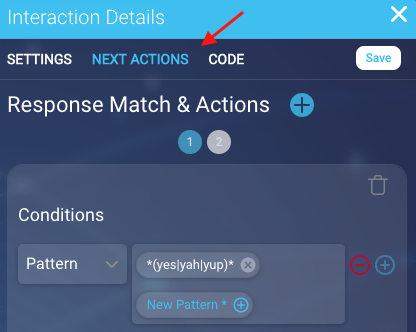 Interaction Details
SETTINGS NEXT ACTIONS CODE Save
Response Match & Actions
1 2
Conditions
Pattern *(yes|yah|yup)*
New Pattern *